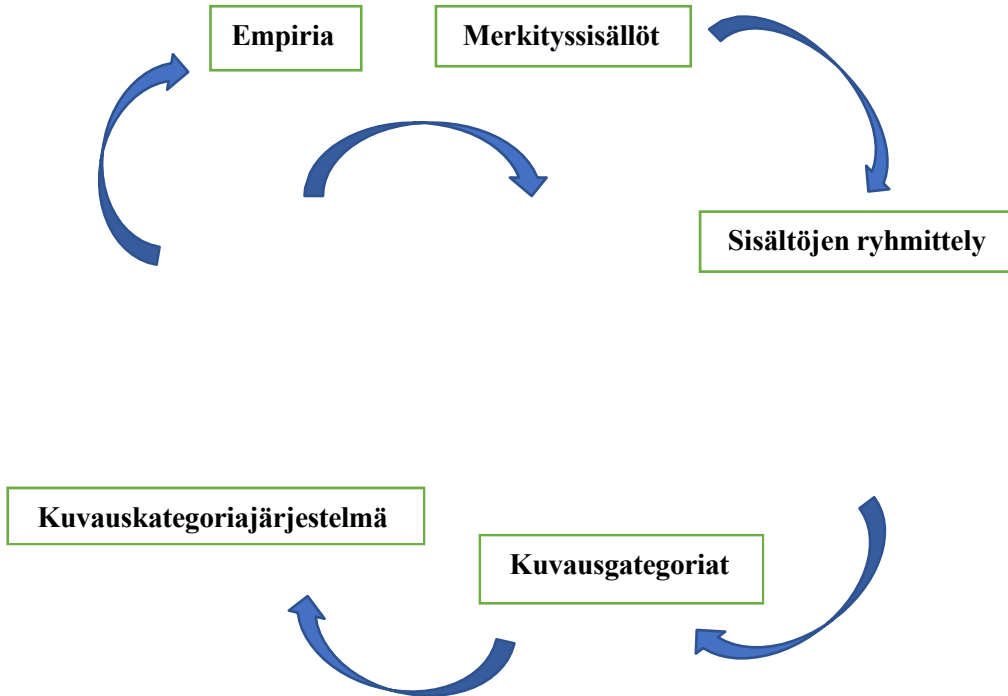 Empiria
Merkityssisällöt
Sisältöjen ryhmittely
Kuvauskategoriajärjestelmä
Kuvausgategoriat